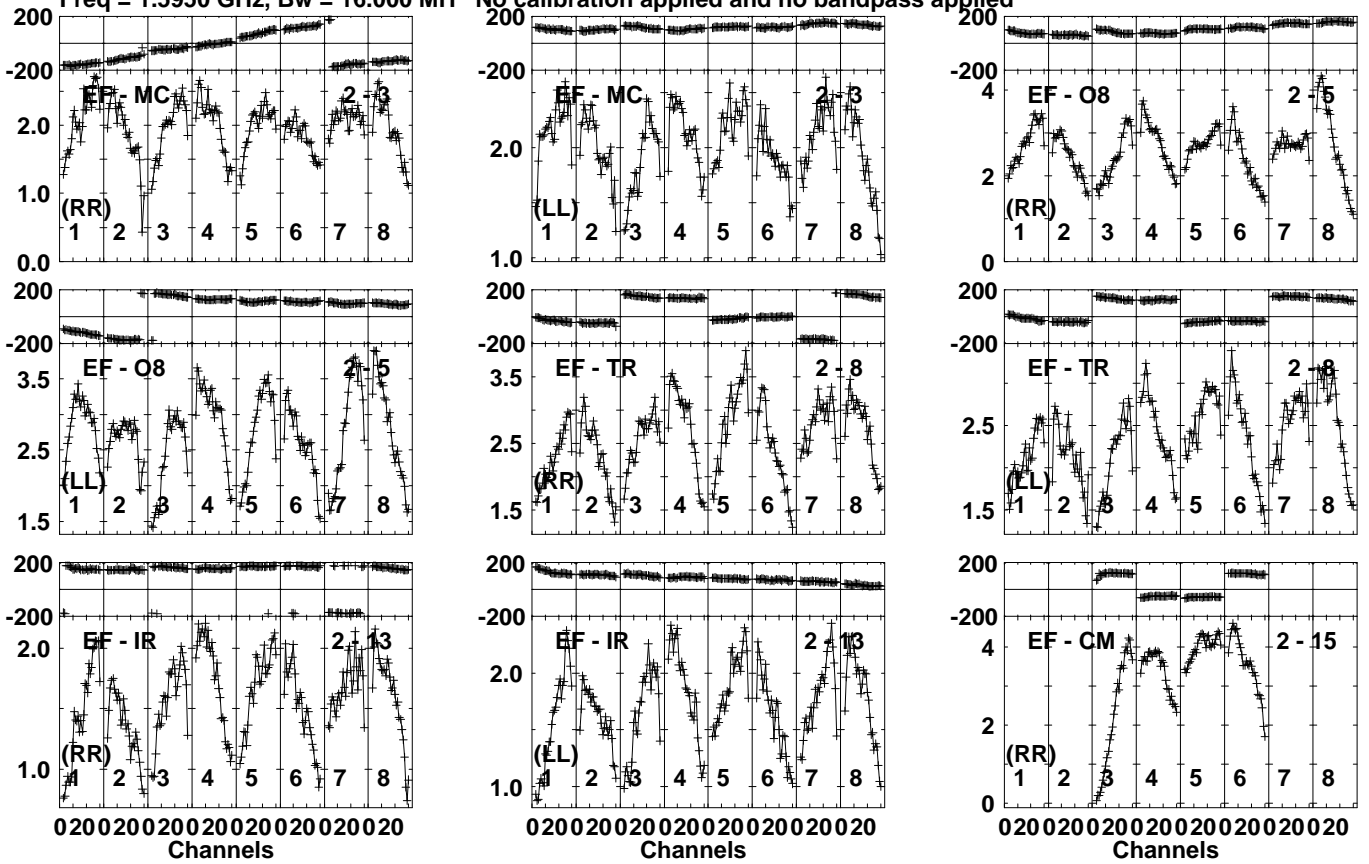 Freq = 1.5950 GHz, Bw = 16.000 MH No calibration applied and no bandpass applied
200 200 200
-200 -200 -200
EF - MC 2 - 3 EF - MC 2 - 3 EF - O8 2 - 5
4
2.0 2.0
2
1.0
(RR) (LL) (RR)
1 2 3 4 5 6 7 8 1 2 3 4 5 6 7 8 1 2 3 4 5 6 7 8
0.0 1.0 0
200 200 200
-200 -200 -200
EF - O8 2 - 5 EF - TR 2 - 8 EF - TR 2 - 8
3.5 3.5
2.5 2.5 2.5
(LL) (RR) (LL)
1 2 3 4 5 6 7 8 1 2 3 4 5 6 7 8 1 2 3 4 5 6 7 8
1.5 1.5 1.5
200 200 200
-200 -200 -200
EF - IR 2 - 13 EF - IR 2 - 13 EF - CM 2 - 15
2.0 2.0 4
2
(RR) (LL) (RR)
1 2 3 4 5 6 7 8 1 2 3 4 5 6 7 8 1 2 3 4 5 6 7 8
1.0 1.0 0
0 20 0 20 0 20 0 20 0 20 0 20 0 20 0 20 0 20 0 20 0 20 0 20 0 20 0 20 0 20 0 20 0 20 0 20 0 20 0 20 0 20 0 20 0 20 0 20
Channels Channels Channels